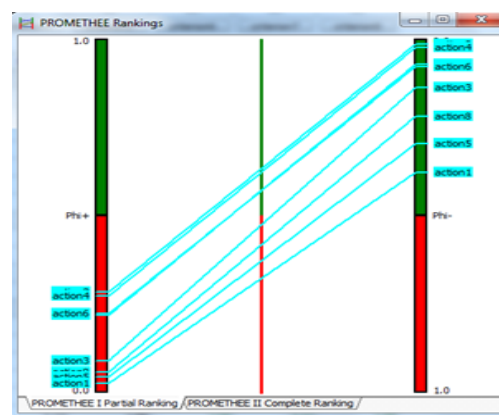 PROMETHEE Rankings
1.0
action4
action6
action3
action8
action5
action1
Phi+
Phi-
action4
action6
action3
action1
0.0
1.0
PROMETHEE I Partial Ranking
PROMETHEE II Complete Ranking